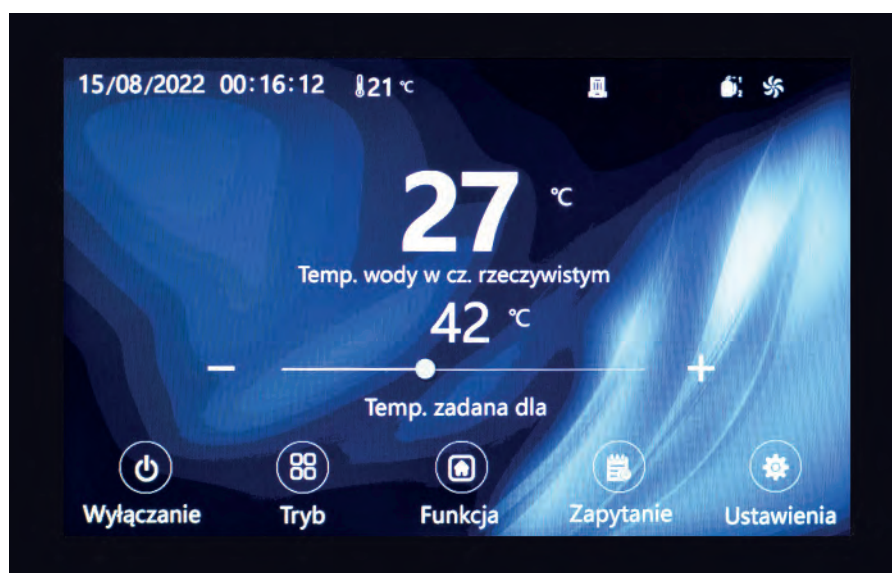 15/08/2022 00:16:12 21 °C
27 °C
Temp. wody w cz. rzeczywistym
42 °C
Temp. zadana dla
Wyłączanie Tryb Funkcja Zapytanie Ustawienia